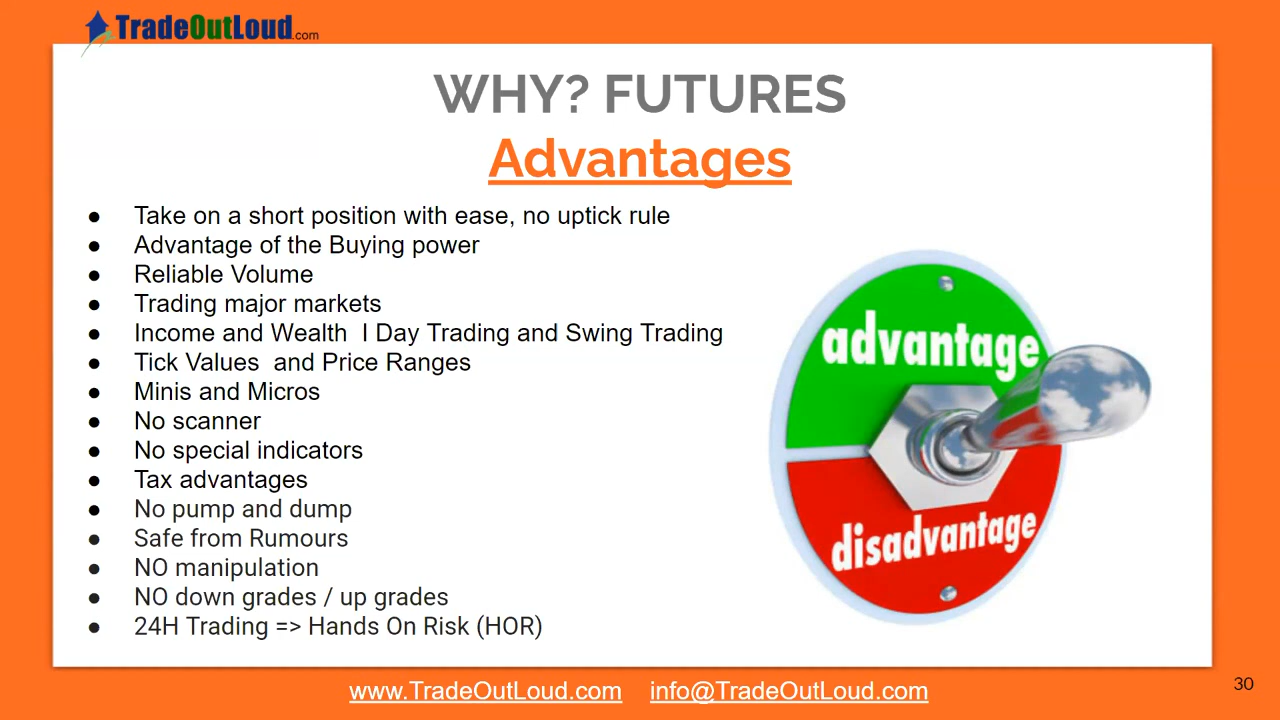 TradeOutLoud.com
WHY? FUTURES
Advantages
● Take on a short position with ease, no uptick rule
● Advantage of the Buying power
● Reliable Volume
● Trading major markets
● Income and Wealth I Day Trading and Swing Trading
● Tick Values and Price Ranges
● Minis and Micros
● No scanner
● No special indicators
● Tax advantages
● No pump and dump
● Safe from Rumours
● NO manipulation
● NO down grades / up grades
● 24H Trading => Hands On Risk (HOR)
advantage
disadvantage
www.TradeOutLoud.com info@TradeOutLoud.com
30